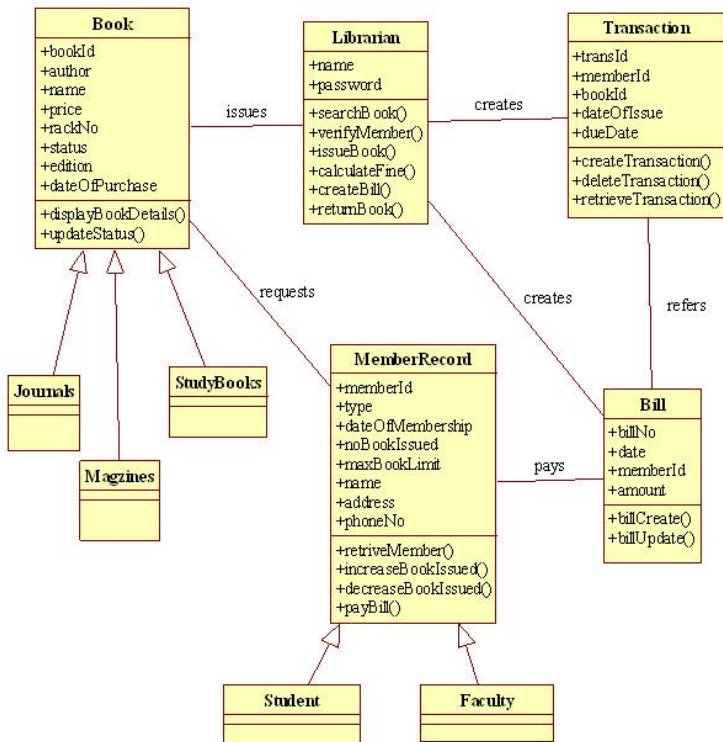 Book
+bookId
+author
+name
+price
+rackNo
+status
+edition
+dateOfPurchase
+displayBookDetails()
+updateStatus()
issues
Librarian
+name
+password
+searchBook()
+verifyMember()
+issueBook()
+calculateFine()
+createBill()
+returnBook()
creates
Transaction
+transId
+memberId
+bookId
+dateOfIssue
+dueDate
+createTransaction()
+deleteTransaction()
+retrieveTransaction()
requests
creates
refers
Journals
Magzines
StudyBooks
MemberRecord
+memberId
+type
+dateOfMembership
+noBookIssued
+maxBookLimit
+name
+address
+phoneNo
+retriveMember()
+increaseBookIssued()
+decreaseBookIssued()
+payBill()
pays
Bill
+billNo
+date
+memberId
+amount
+billCreate()
+billUpdate()
Student
Faculty